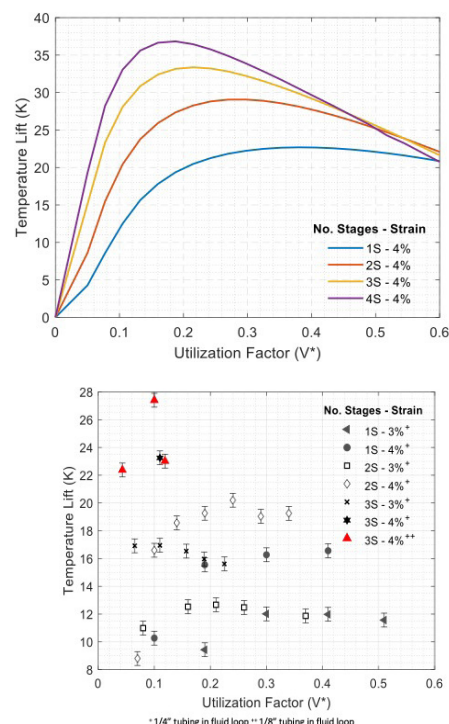 40
35
30
25
20
15
10
5
0
Temperature Lift (K)
0 0.1 0.2 0.3 0.4 0.5 0.6
Utilization Factor (V*)
No. Stages - Strain
1S - 4%
2S - 4%
3S - 4%
4S - 4%
28
26
24
22
20
18
16
14
12
10
8
Temperature Lift (K)
0 0.1 0.2 0.3 0.4 0.5 0.6
Utilization Factor (V*)
No. Stages - Strain
1S - 3%⁺
1S - 4%⁺
2S - 3%⁺
2S - 4%⁺
3S - 3%⁺
3S - 4%⁺
3S - 4%⁺⁺
⁺ 1/4" tubing in fluid loop ⁺⁺ 1/8" tubing in fluid loop